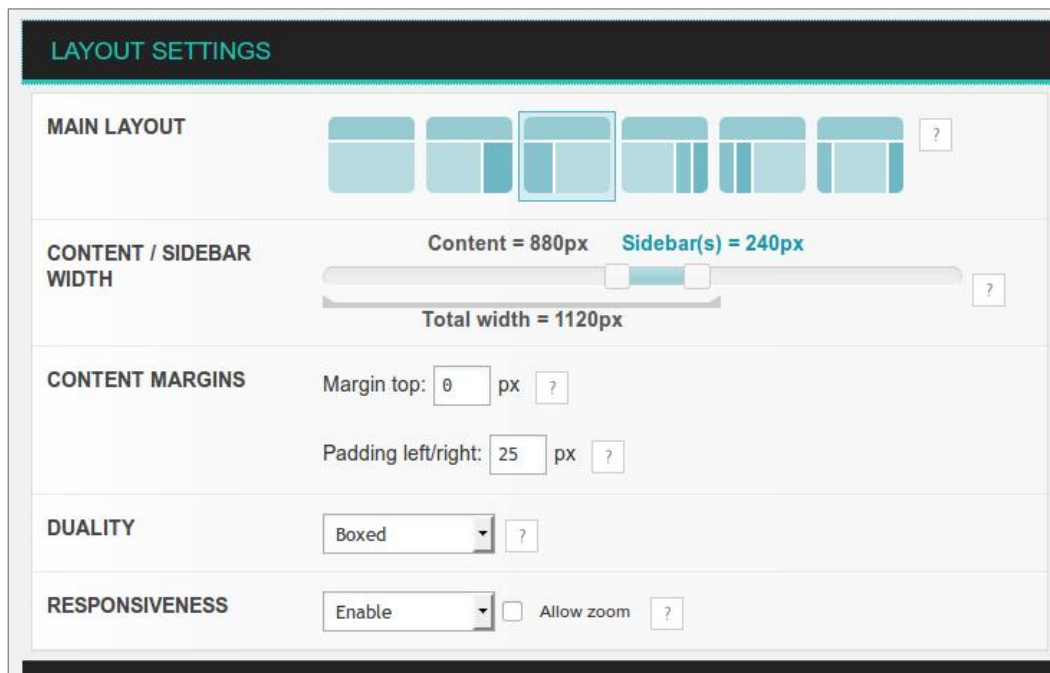 LAYOUT SETTINGS
MAIN LAYOUT
?
CONTENT / SIDEBAR
WIDTH
Content = 880px Sidebar(s) = 240px
?
Total width = 1120px
CONTENT MARGINS
Margin top: 0 px ?
Padding left/right: 25 px ?
DUALITY
Boxed ?
RESPONSIVENESS
Enable Allow zoom ?